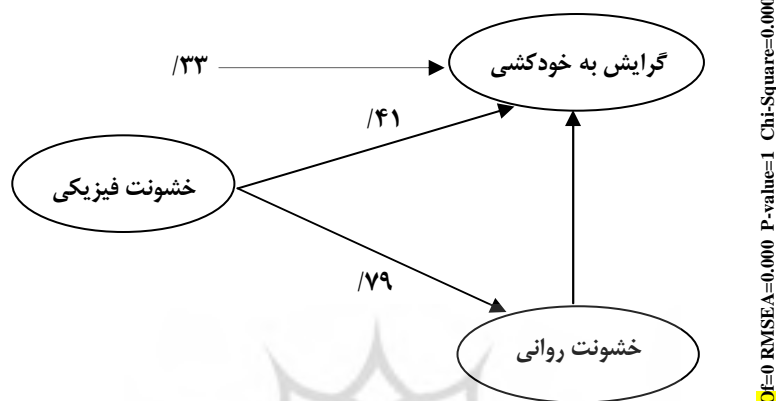 گرایش به خودکشی
/۳۳
/۴۱
خشونت فیزیکی
/۷۹
خشونت روانی
Df=0 RMSEA=0.000 P-value=1 Chi-Square=0.000